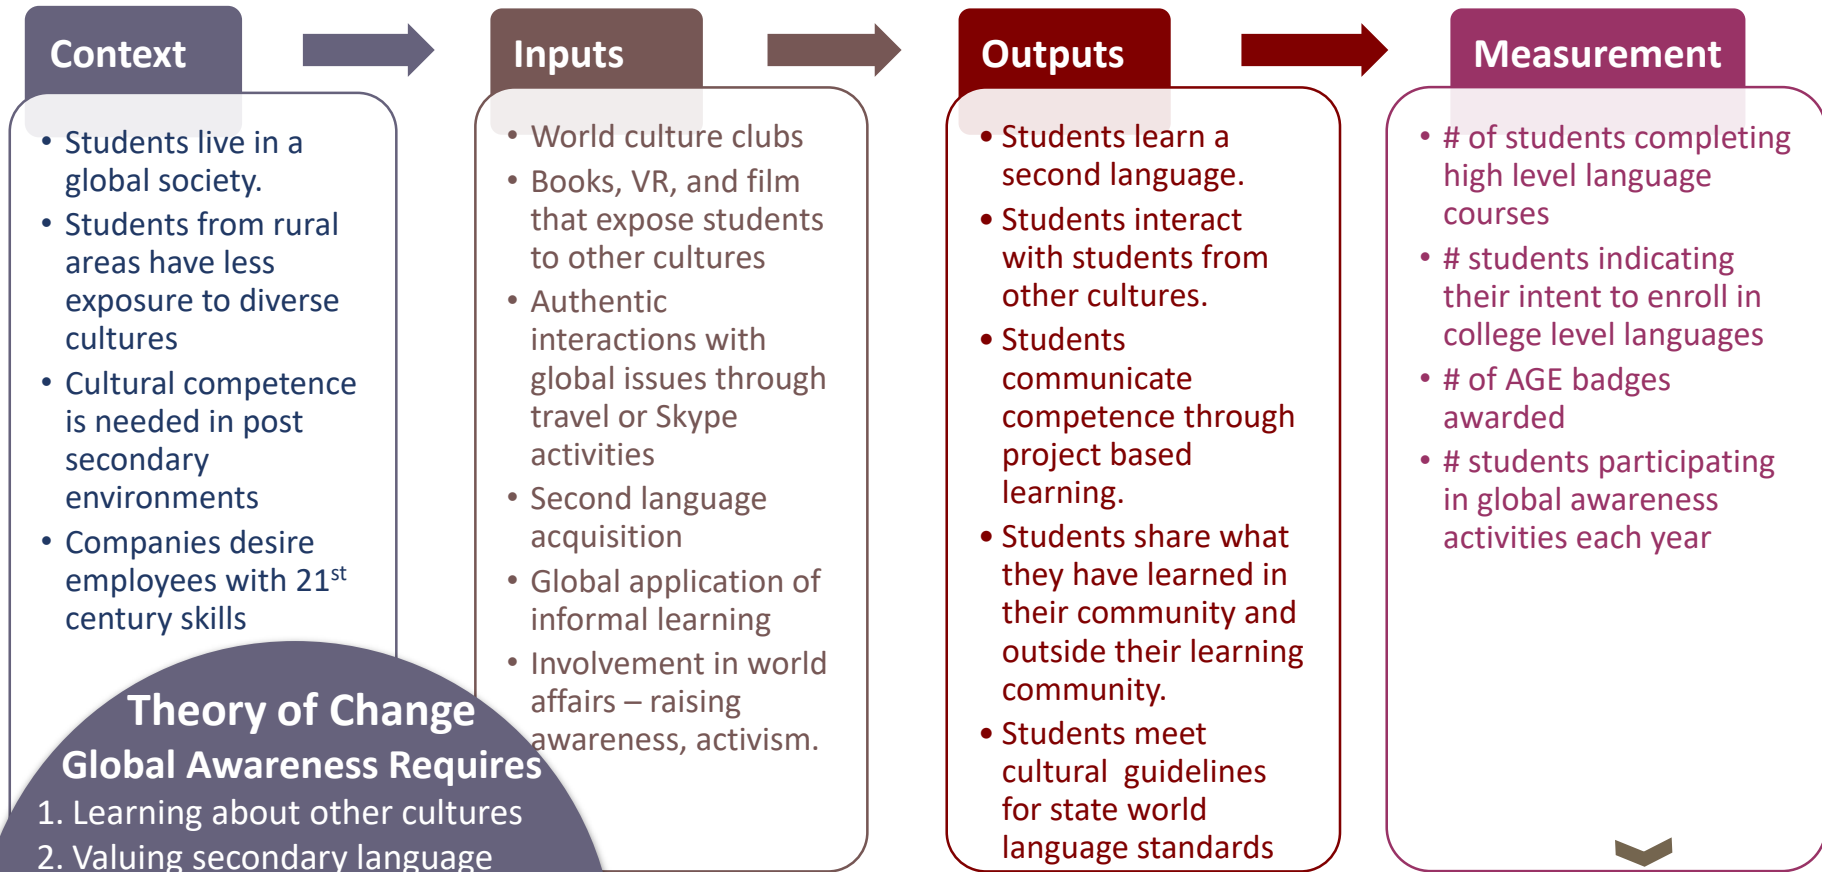 Context
• Students live in a
global society.
• Students from rural
areas have less
exposure to diverse
cultures
• Cultural competence
is needed in post
secondary
environments
• Companies desire
employees with 21st
century skills
Theory of Change
Global Awareness Requires
1. Learning about other cultures
2. Valuing secondary language
Inputs
• World culture clubs
• Books, VR, and film
that expose students
to other cultures
• Authentic
interactions with
global issues through
travel or Skype
activities
• Second language
acquisition
• Global application of
informal learning
• Involvement in world
affairs – raising
awareness, activism.
Outputs
• Students learn a
second language.
• Students interact
with students from
other cultures.
• Students
communicate
competence through
project based
learning.
• Students share what
they have learned in
their community and
outside their learning
community.
• Students meet
cultural guidelines
for state world
language standards
Measurement
• # of students completing
high level language
courses
• # students indicating
their intent to enroll in
college level languages
• # of AGE badges
awarded
• # students participating
in global awareness
activities each year